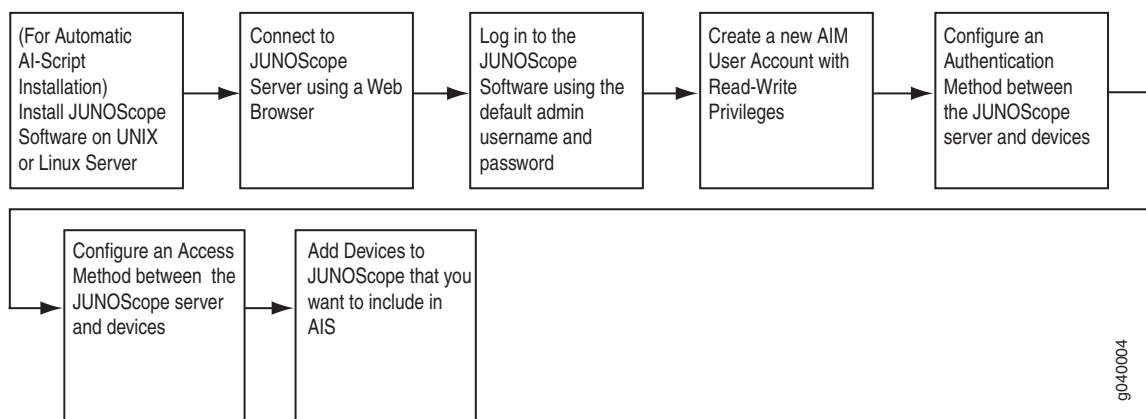 (For Automatic
AI-Script
Installation)
Install JUNOScope
Software on UNIX
or Linux Server
Connect to
JUNOScope
Server using a Web
Browser
Log in to the
JUNOScope
Software using the
default admin
username and
password
Create a new AIM
User Account with
Read-Write
Privileges
Configure an
Authentication
Method between
the JUNOScope
server and devices
Configure an Access
Method between the
JUNOScope server
and devices
Add Devices to
JUNOScope that you
want to include in
AIS
g040004